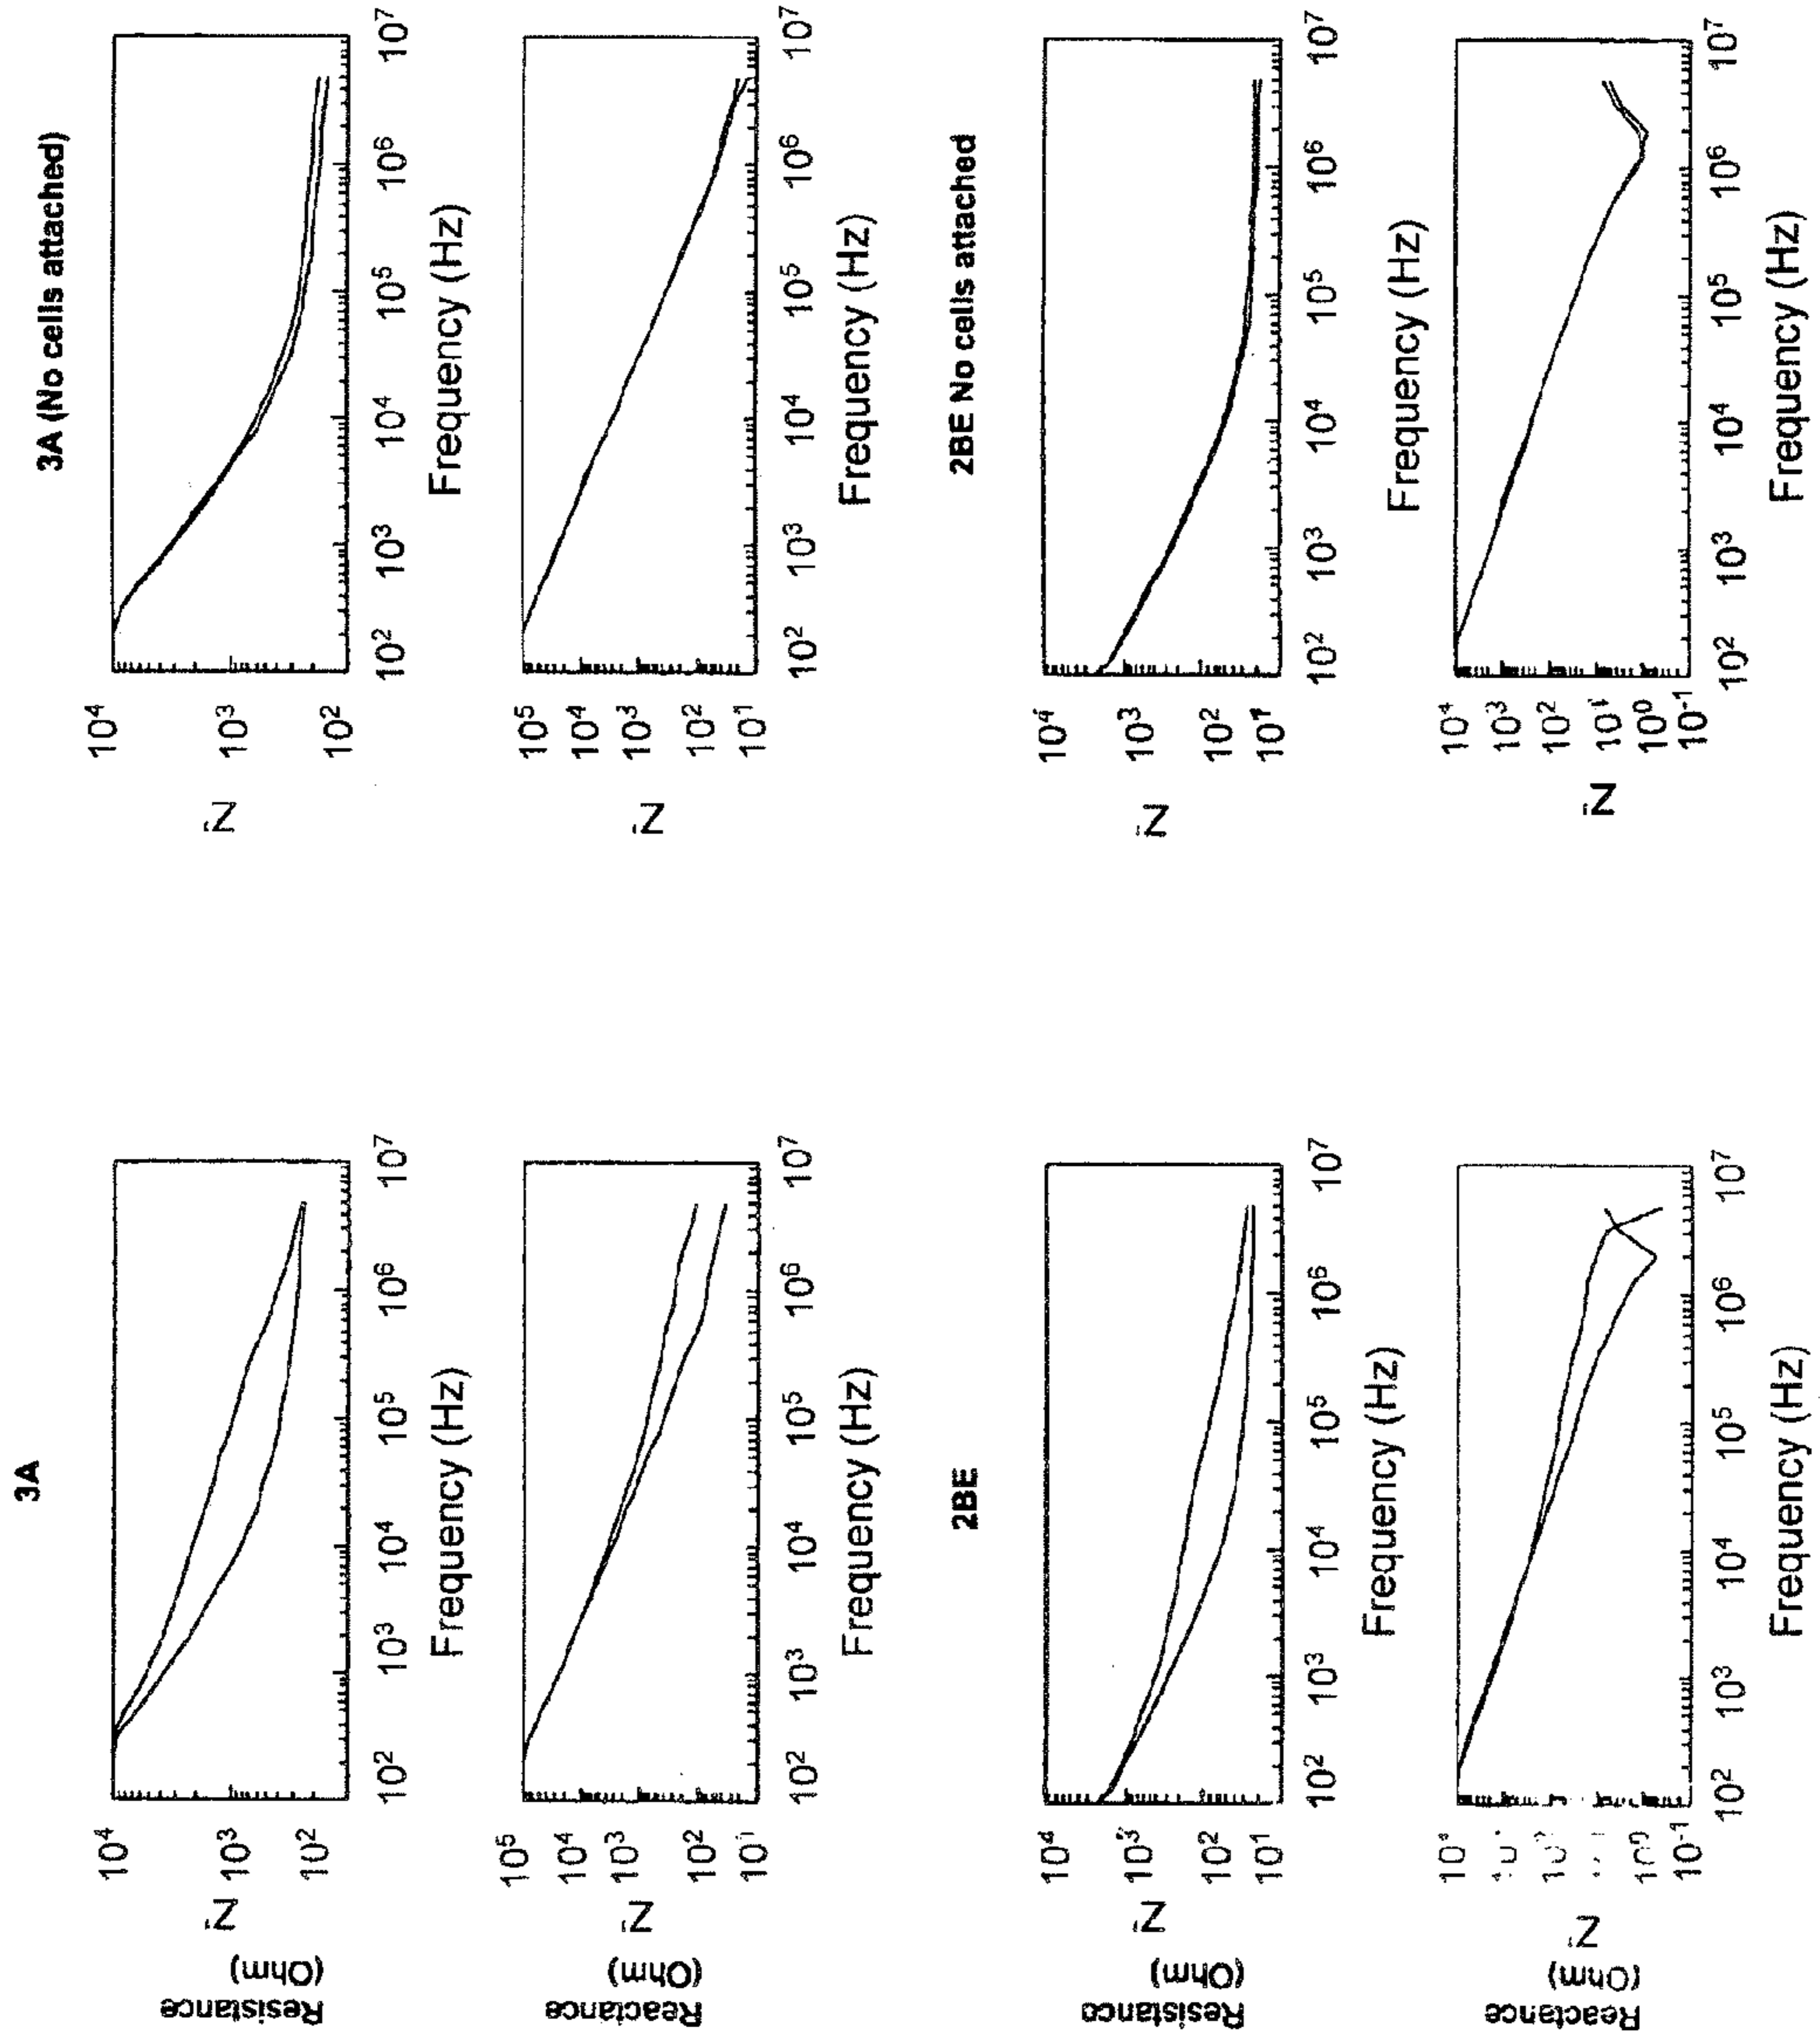 3A
Resistance
(Ohm)
Z'
10⁴
10³
10²
10² 10³ 10⁴ 10⁵ 10⁶ 10⁷
Frequency (Hz)
Reactance
(Ohm)
Z'
10⁵
10⁴
10³
10²
10¹
10² 10³ 10⁴ 10⁵ 10⁶ 10⁷
Frequency (Hz)
3A (No cells attached)
Z'
10⁴
10³
10²
10² 10³ 10⁴ 10⁵ 10⁶ 10⁷
Frequency (Hz)
Z'
10⁵
10⁴
10³
10²
10¹
10² 10³ 10⁴ 10⁵ 10⁶ 10⁷
Frequency (Hz)
2BE
Resistance
(Ohm)
Z'
10⁴
10³
10²
10¹
10² 10³ 10⁴ 10⁵ 10⁶ 10⁷
Frequency (Hz)
Reactance
(Ohm)
Z'
10⁴
10⁰
10⁻¹
10² 10³ 10⁴ 10⁵ 10⁶ 10⁷
Frequency (Hz)
2BE No cells attached
Z'
10⁴
10³
10²
10¹
10² 10³ 10⁴ 10⁵ 10⁶ 10⁷
Frequency (Hz)
Z'
10⁴
10³
10²
10¹
10⁰
10⁻¹
10² 10³ 10⁴ 10⁵ 10⁶ 10⁷
Frequency (Hz)